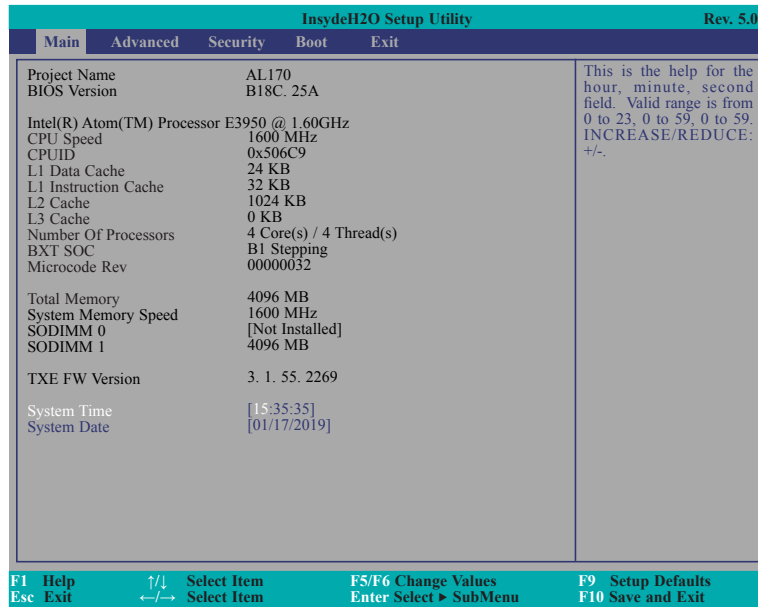 InsydeH2O Setup Utility Rev. 5.0
Main Advanced Security Boot Exit
Project Name AL170
BIOS Version B18C. 25A
Intel(R) Atom(TM) Processor E3950 @ 1.60GHz
CPU Speed 1600 MHz
CPUID 0x506C9
L1 Data Cache 24 KB
L1 Instruction Cache 32 KB
L2 Cache 1024 KB
L3 Cache 0 KB
Number Of Processors 4 Core(s) / 4 Thread(s)
BXT SOC B1 Stepping
Microcode Rev 00000032
Total Memory 4096 MB
System Memory Speed 1600 MHz
SODIMM 0 [Not Installed]
SODIMM 1 4096 MB
TXE FW Version 3. 1. 55. 2269
System Time [15:35:35]
System Date [01/17/2019]
This is the help for the
hour, minute, second
field. Valid range is from
0 to 23, 0 to 59, 0 to 59.
INCREASE/REDUCE:
+/-.
F1 Help ↑/↓ Select Item F5/F6 Change Values F9 Setup Defaults
Esc Exit ←/→ Select Item Enter Select ► SubMenu F10 Save and Exit